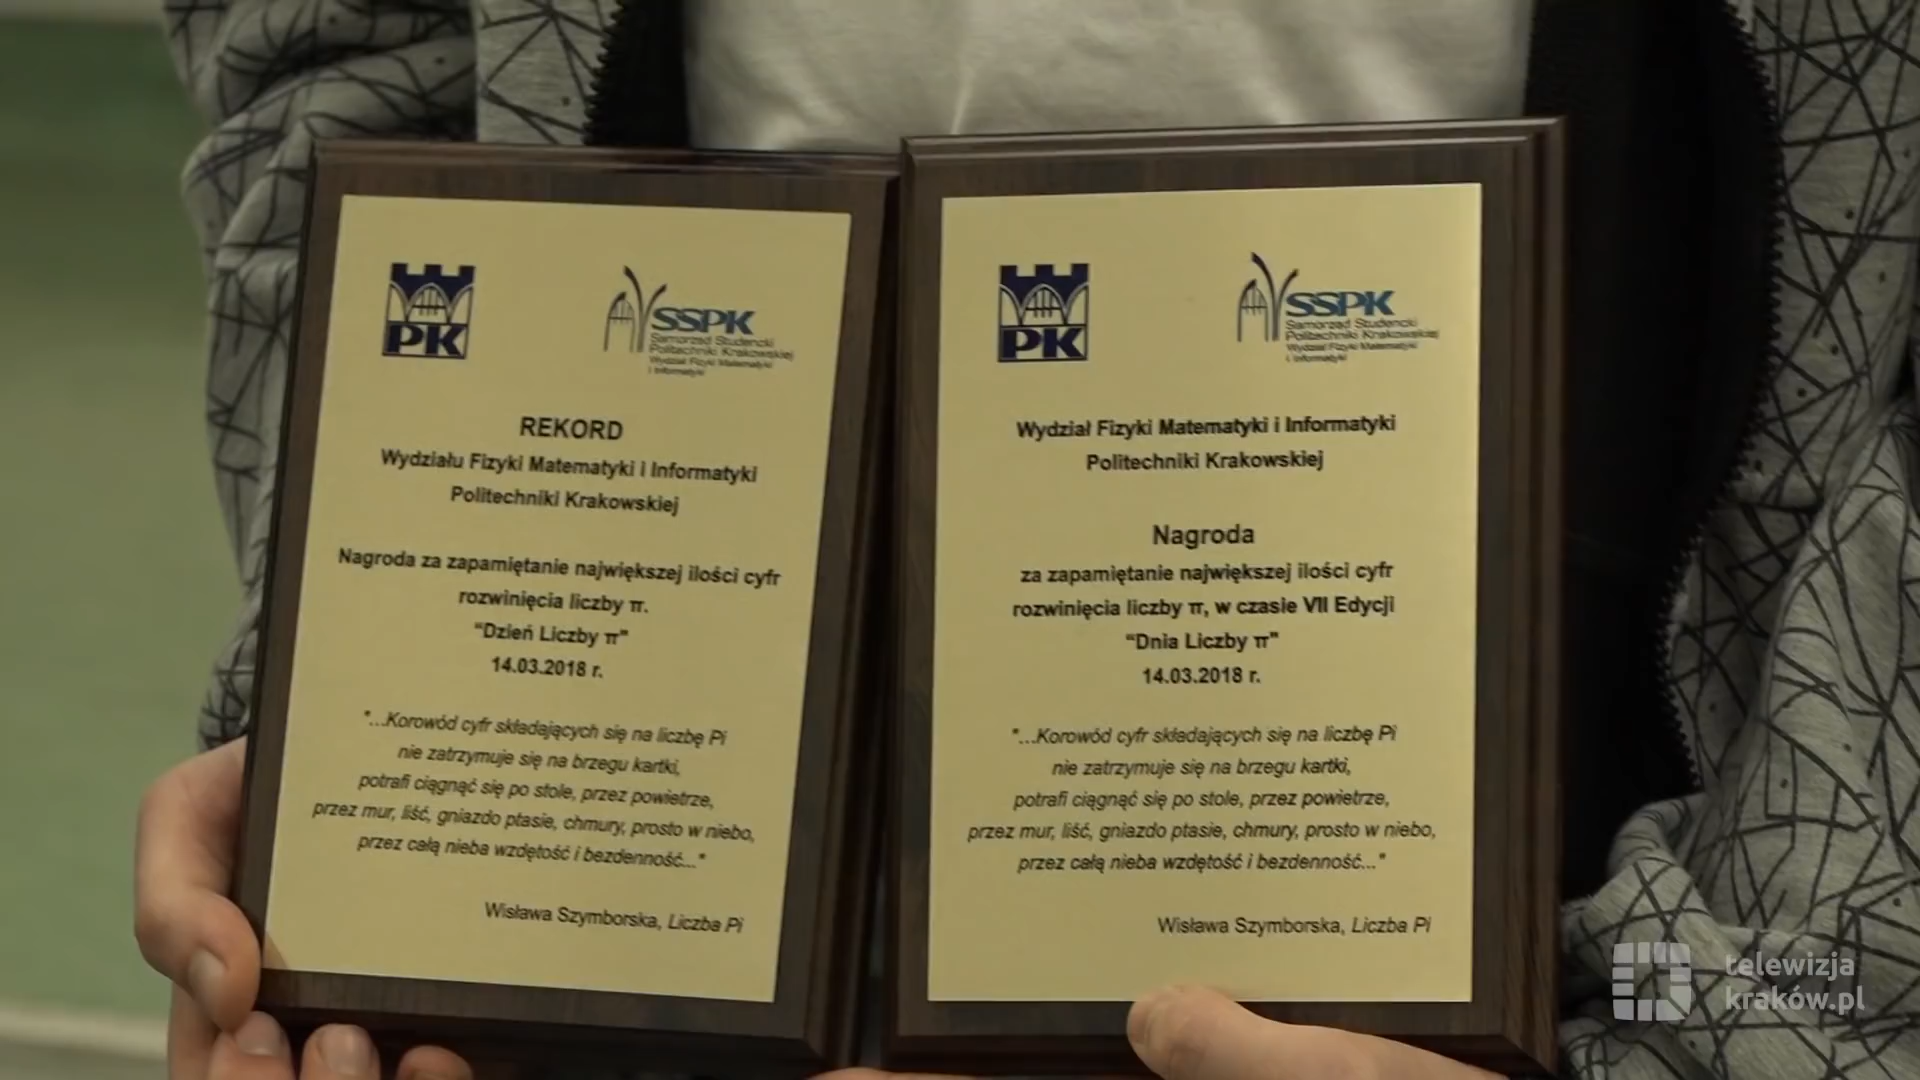 PK
SSPK
Samorząd Studencki
Politechniki Krakowskiej
Wydział Fizyki Matematyki
i Informatyki
REKORD
Wydziału Fizyki Matematyki i Informatyki
Politechniki Krakowskiej
Nagroda za zapamiętanie największej ilości cyfr
rozwinięcia liczby π.
“Dzień Liczby π”
14.03.2018 r.
"...Korowód cyfr składających się na liczbę Pi
nie zatrzymuje się na brzegu kartki,
potrafi ciągnąć się po stole, przez powietrze,
przez mur, liść, gniazdo ptasie, chmury, prosto w niebo,
przez całą nieba wzdętość i bezdenność..."
Wisława Szymborska, Liczba Pi
PK
SSPK
Samorząd Studencki
Politechniki Krakowskiej
Wydział Fizyki Matematyki
i Informatyki
Wydział Fizyki Matematyki i Informatyki
Politechniki Krakowskiej
Nagroda
za zapamiętanie największej ilości cyfr
rozwinięcia liczby π, w czasie VII Edycji
“Dnia Liczby π”
14.03.2018 r.
"...Korowód cyfr składających się na liczbę Pi
nie zatrzymuje się na brzegu kartki,
potrafi ciągnąć się po stole, przez powietrze,
przez mur, liść, gniazdo ptasie, chmury, prosto w niebo,
przez całą nieba wzdętość i bezdenność..."
Wisława Szymborska, Liczba Pi
telewizja
kraków.pl